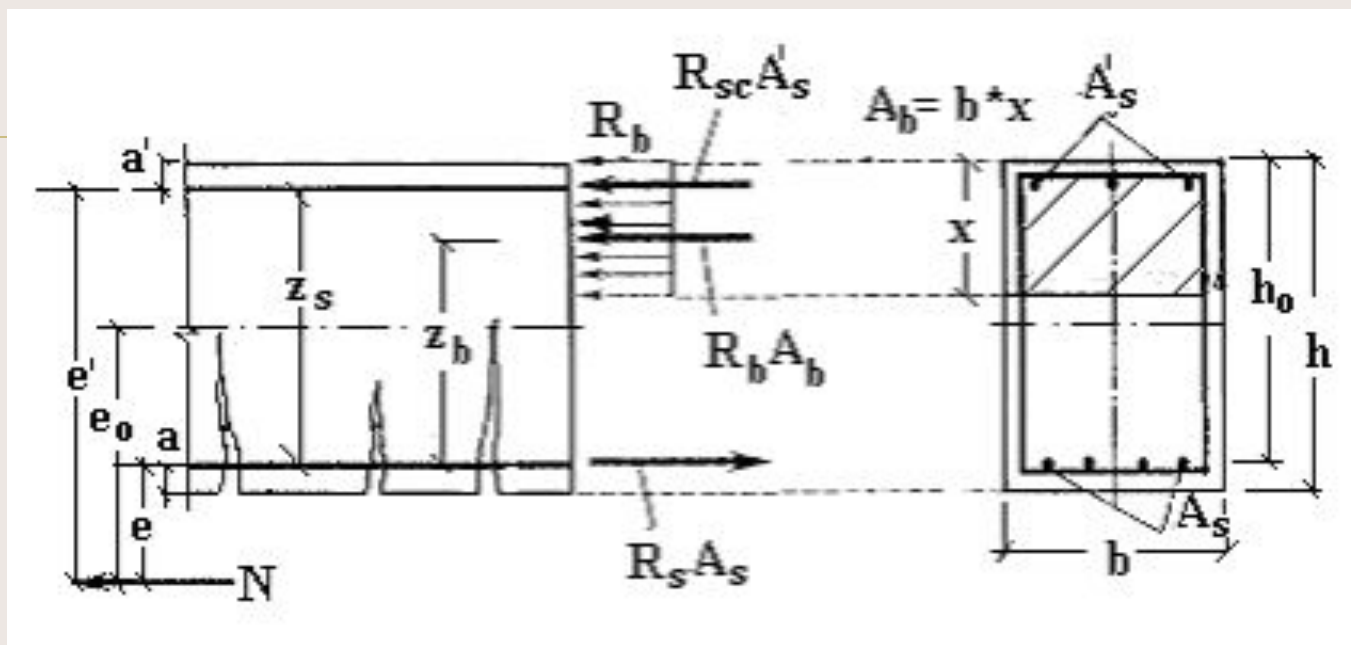 R_sc A'_s
A_b = b*x
A'_s
R_b
a'
x
z_s
h_o
z_b
h
R_b A_b
e'
e_o
a
A_s
e
R_s A_s
b
N